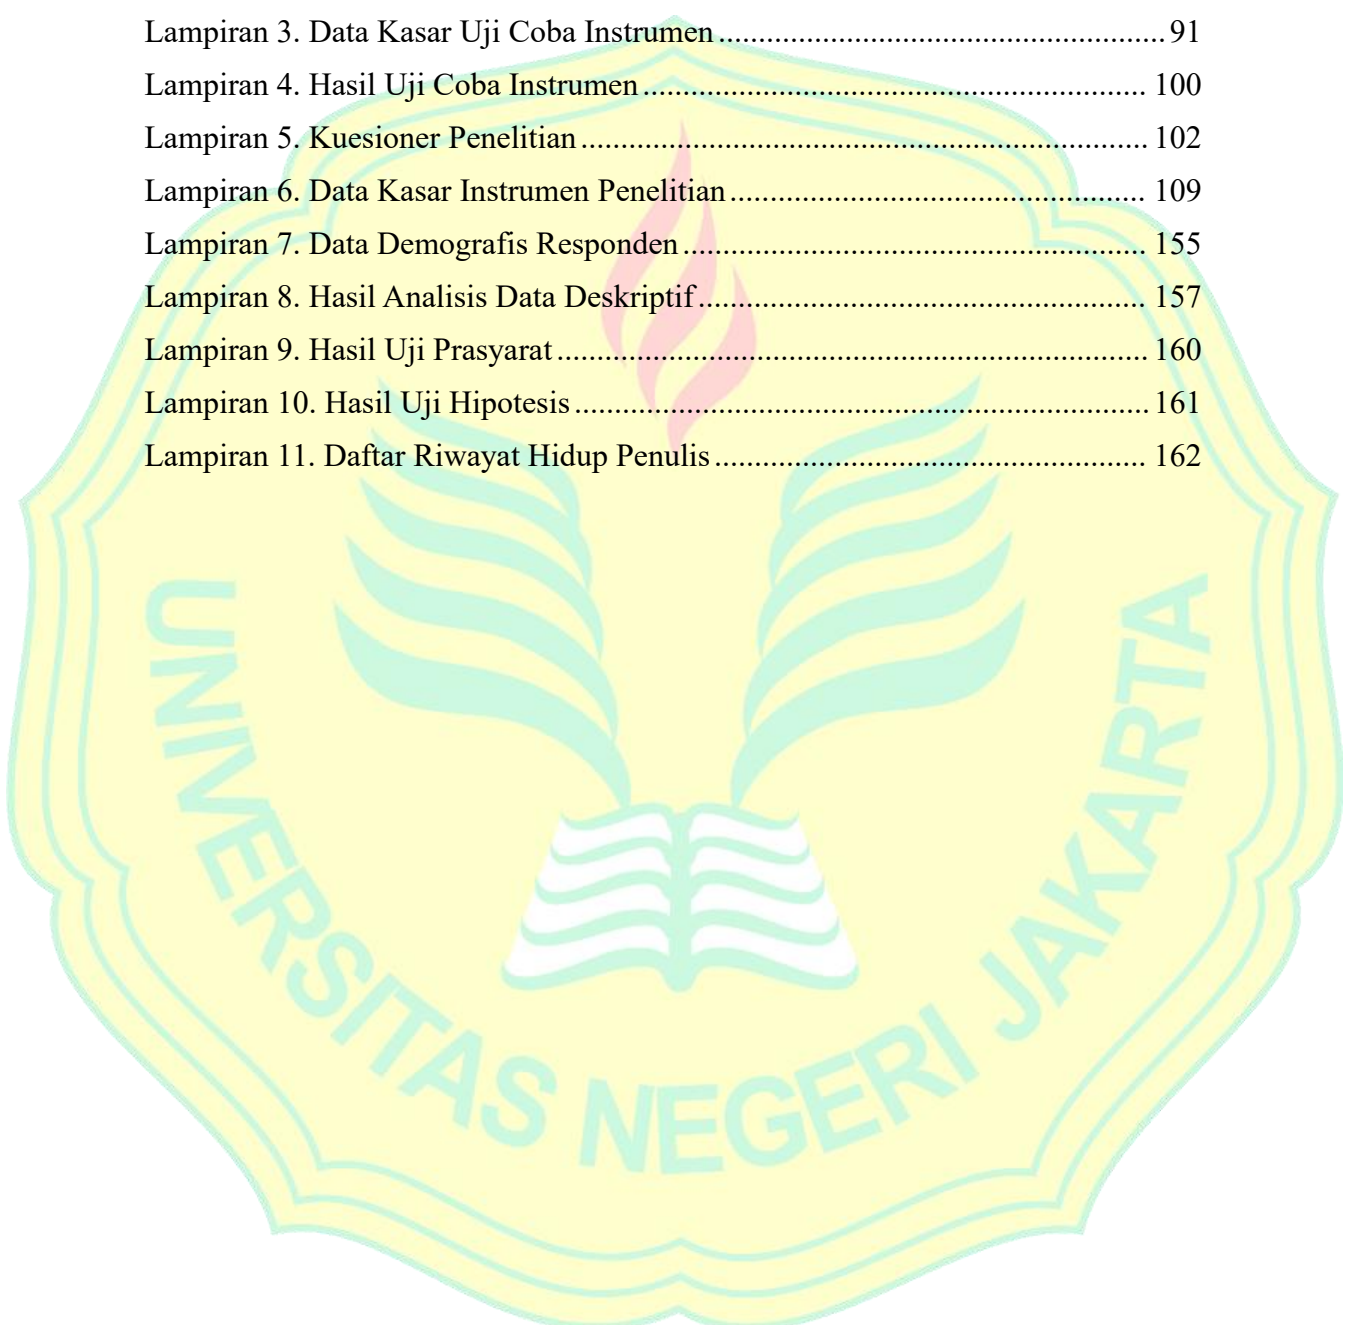 Lampiran 3. Data Kasar Uji Coba Instrumen........................................................91
Lampiran 4. Hasil Uji Coba Instrumen............................................................... 100
Lampiran 5. Kuesioner Penelitian....................................................................... 102
Lampiran 6. Data Kasar Instrumen Penelitian.................................................... 109
Lampiran 7. Data Demografis Responden.......................................................... 155
Lampiran 8. Hasil Analisis Data Deskriptif........................................................ 157
Lampiran 9. Hasil Uji Prasyarat.......................................................................... 160
Lampiran 10. Hasil Uji Hipotesis........................................................................ 161
Lampiran 11. Daftar Riwayat Hidup Penulis...................................................... 162
UNIVERSITAS NEGERI JAKARTA